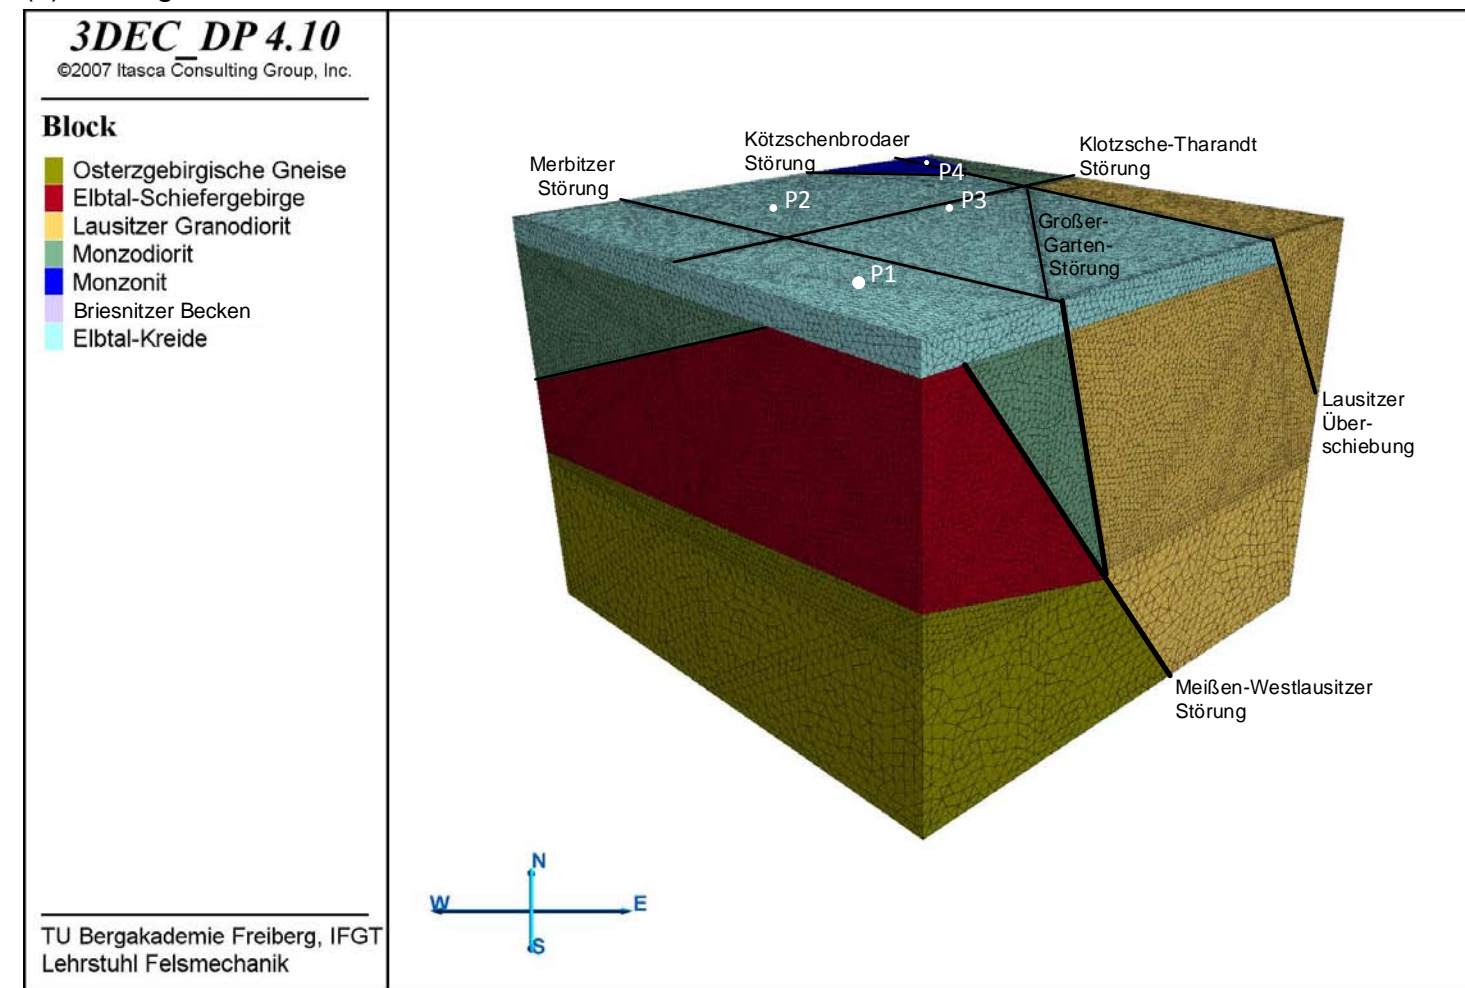 3DEC_DP 4.10
©2007 Itasca Consulting Group, Inc.
Block
Osterzgebirgische Gneise
Elbtal-Schiefergebirge
Lausitzer Granodiorit
Monzodiorit
Monzonit
Briesnitzer Becken
Elbtal-Kreide
TU Bergakademie Freiberg, IFGT
Lehrstuhl Felsmechanik
Merbitzer
Störung
Kötzschenbrodaer
Störung
Klotzsche-Tharandt
Störung
P4
P2
P3
Großer-
Garten-
Störung
P1
Lausitzer
Über-
schiebung
Meißen-Westlausitzer
Störung
N
W
E
S